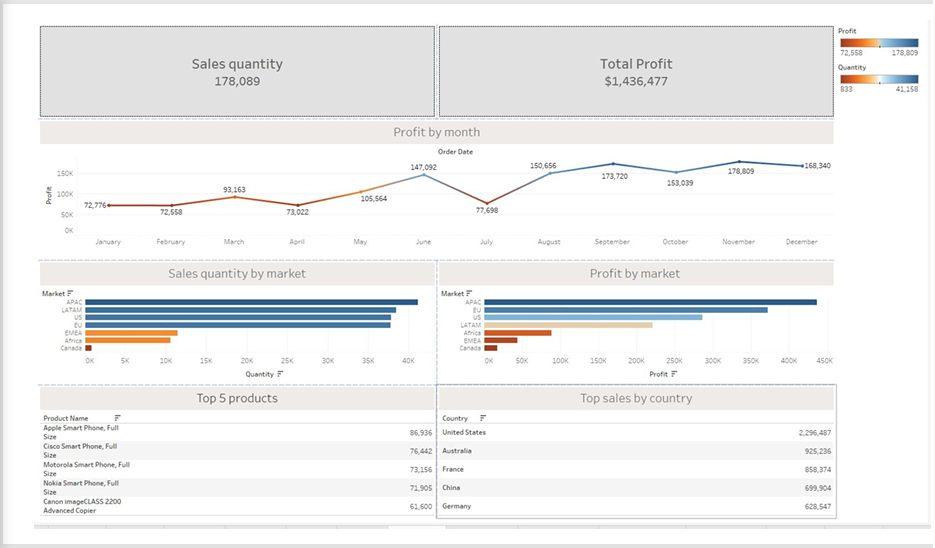 Sales quantity
178,089
Total Profit
$1,436,477
Profit
72,558 178,809
Quantity
833 41,158
Profit by month
Order Date
Profit
150K
100K
50K
0K
72,776
72,558
93,163
73,022
105,564
147,092
77,698
150,656
173,720
153,039
178,809
168,340
January February March April May June July August September October November December
Sales quantity by market
Market
APAC
LATAM
US
EU
EMEA
Africa
Canada
0K 5K 10K 15K 20K 25K 30K 35K 40K
Quantity
Profit by market
Market
APAC
EU
US
LATAM
Africa
EMEA
Canada
0K 50K 100K 150K 200K 250K 300K 350K 400K 450K
Profit
Top 5 products
Product Name
Apple Smart Phone, Full
Size
86,936
Cisco Smart Phone, Full
Size
76,442
Motorola Smart Phone, Full
Size
73,156
Nokia Smart Phone, Full
Size
71,905
Canon imageCLASS 2200
Advanced Copier
61,600
Top sales by country
Country
United States 2,296,487
Australia 925,236
France 858,374
China 699,904
Germany 628,547